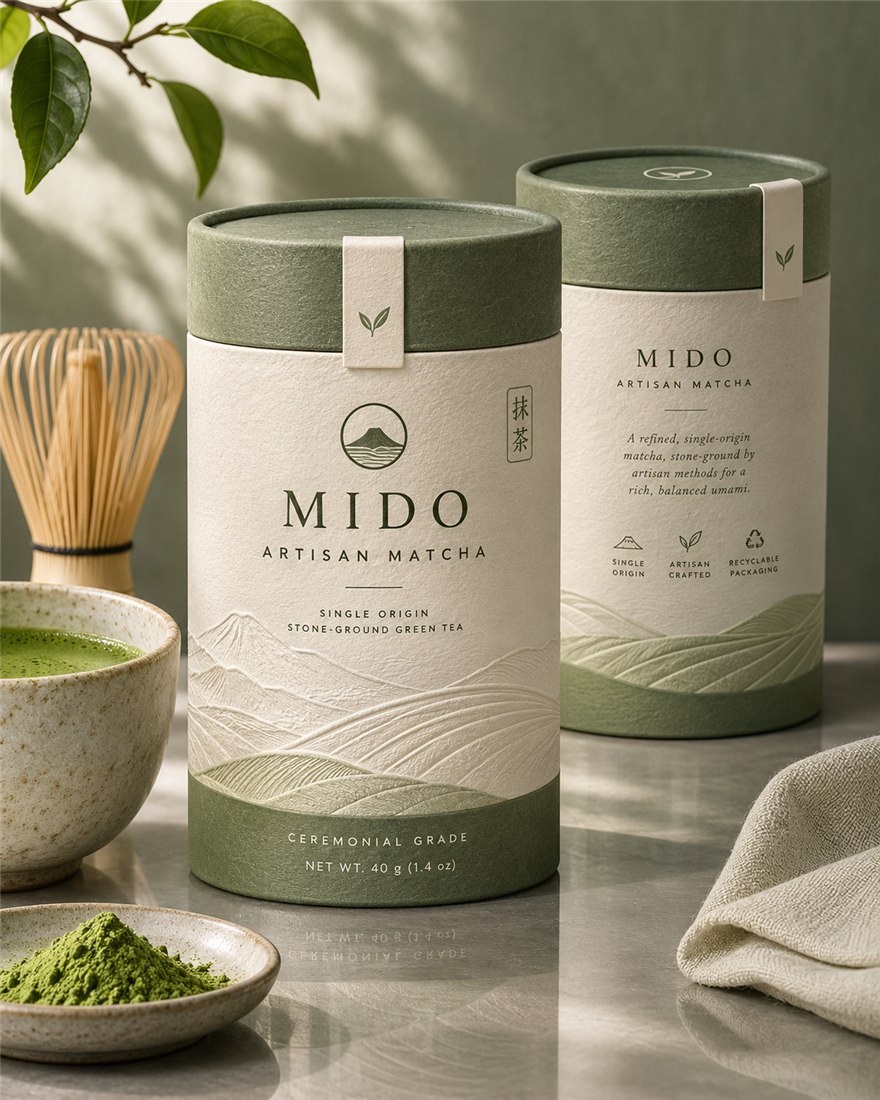 抹茶
MIDO
ARTISAN MATCHA
SINGLE ORIGIN
STONE-GROUND GREEN TEA
CEREMONIAL GRADE
NET WT. 40 g (1.4 oz)
MIDO
ARTISAN MATCHA
A refined, single-origin
matcha, stone-ground by
artisan methods for a
rich, balanced umami.
SINGLE
ORIGIN
ARTISAN
CRAFTED
RECYCLABLE
PACKAGING